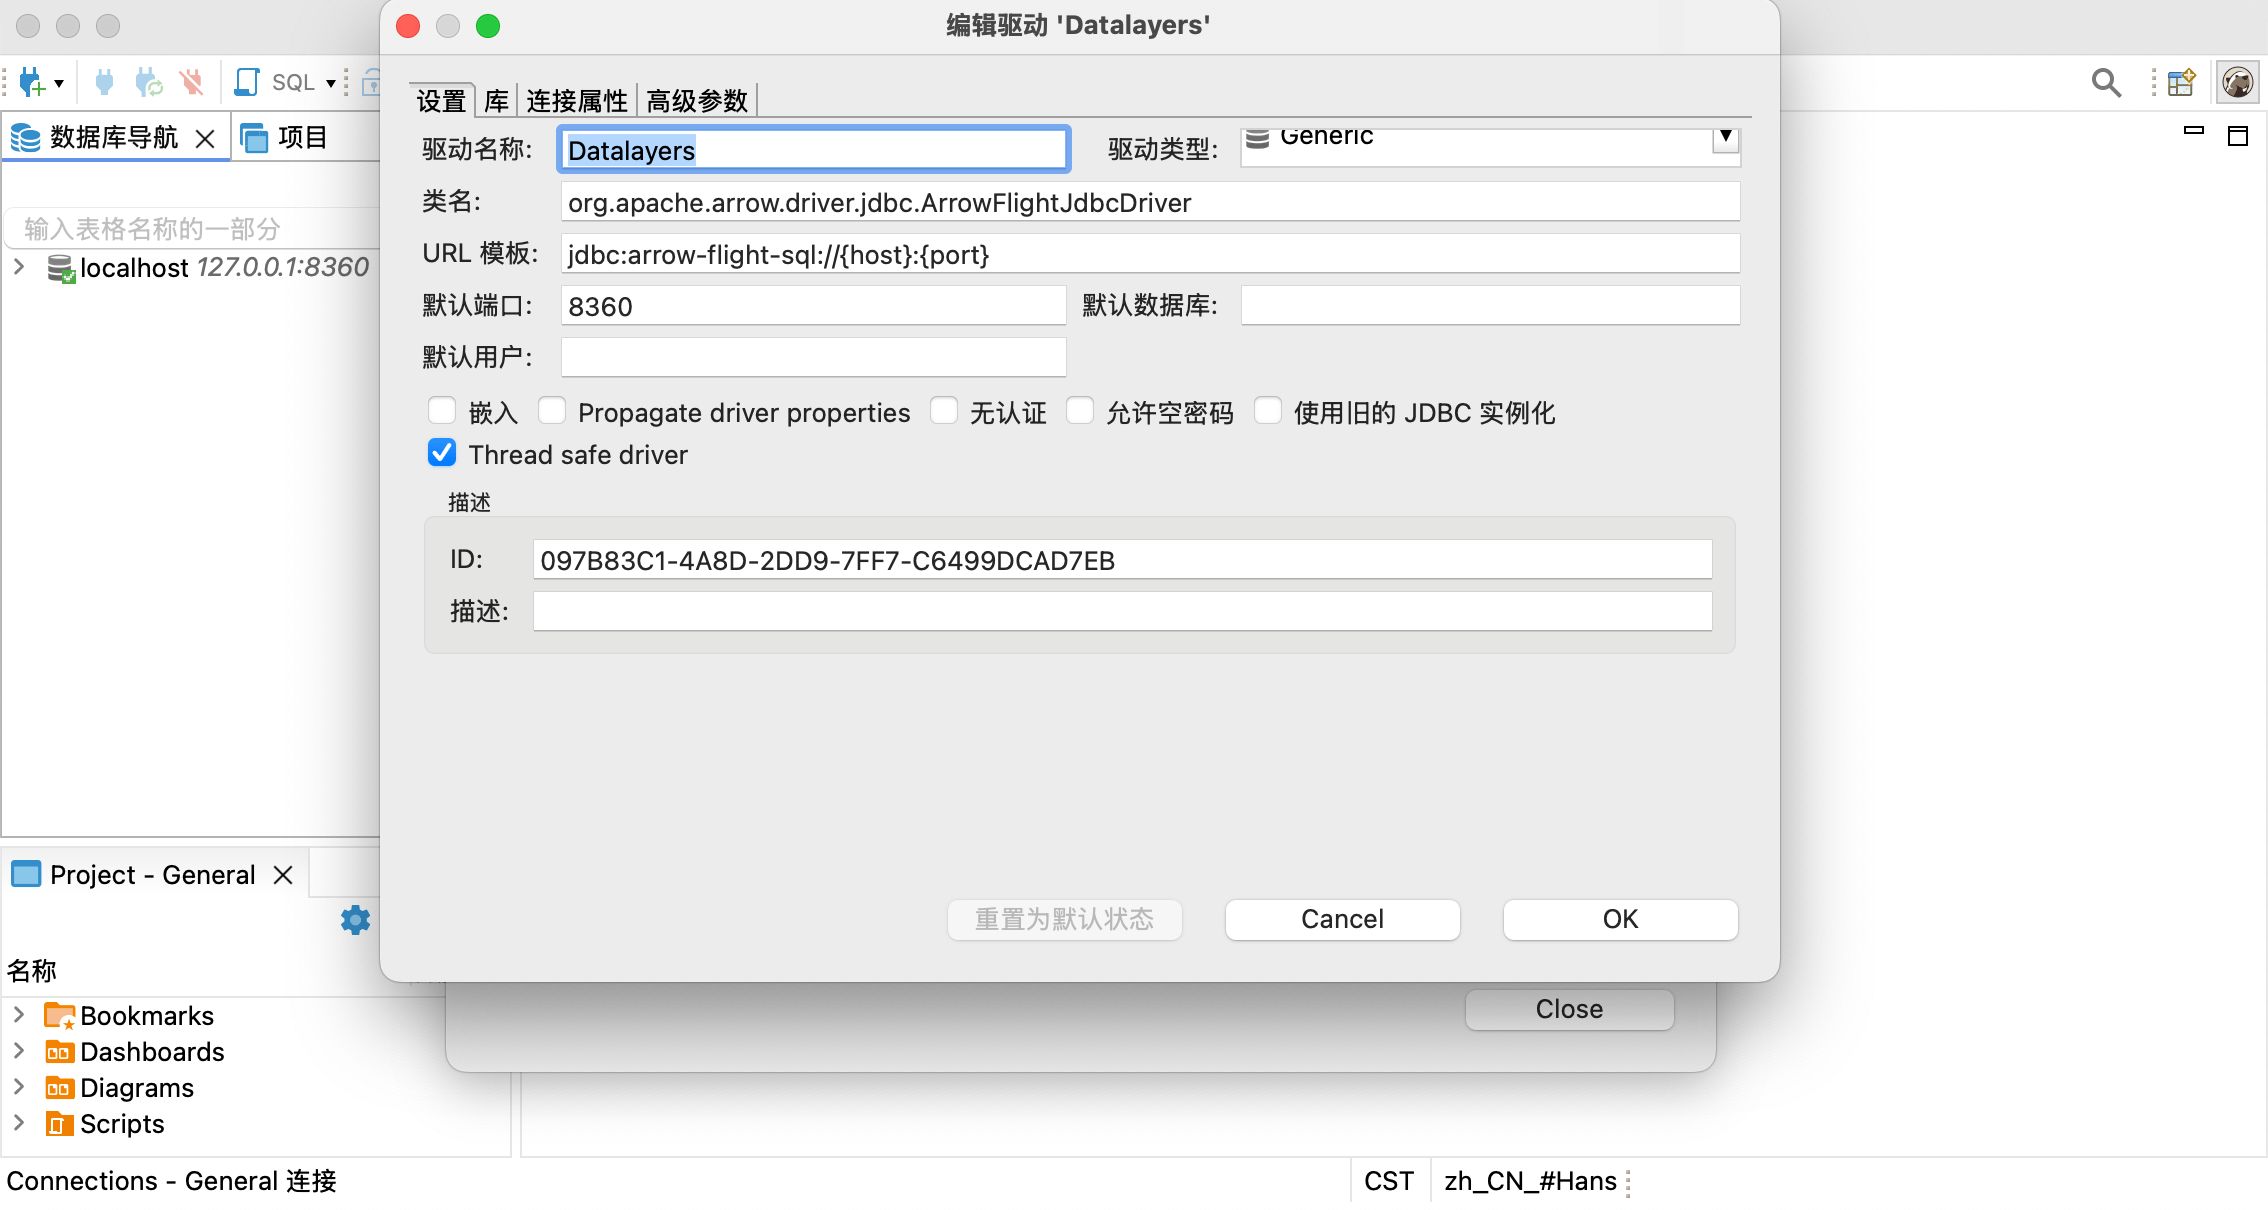 编辑驱动 'Datalayers'
SQL
数据库导航
项目
输入表格名称的一部分
localhost 127.0.0.1:8360
设置
库
连接属性
高级参数
驱动名称:
Datalayers
驱动类型:
Generic
类名:
org.apache.arrow.driver.jdbc.ArrowFlightJdbcDriver
URL 模板:
jdbc:arrow-flight-sql://{host}:{port}
默认端口:
8360
默认数据库:
默认用户:
嵌入
Propagate driver properties
无认证
允许空密码
使用旧的 JDBC 实例化
Thread safe driver
描述
ID:
097B83C1-4A8D-2DD9-7FF7-C6499DCAD7EB
描述:
重置为默认状态
Cancel
OK
Close
Project - General
名称
Bookmarks
Dashboards
Diagrams
Scripts
Connections - General 连接
CST
zh_CN_#Hans